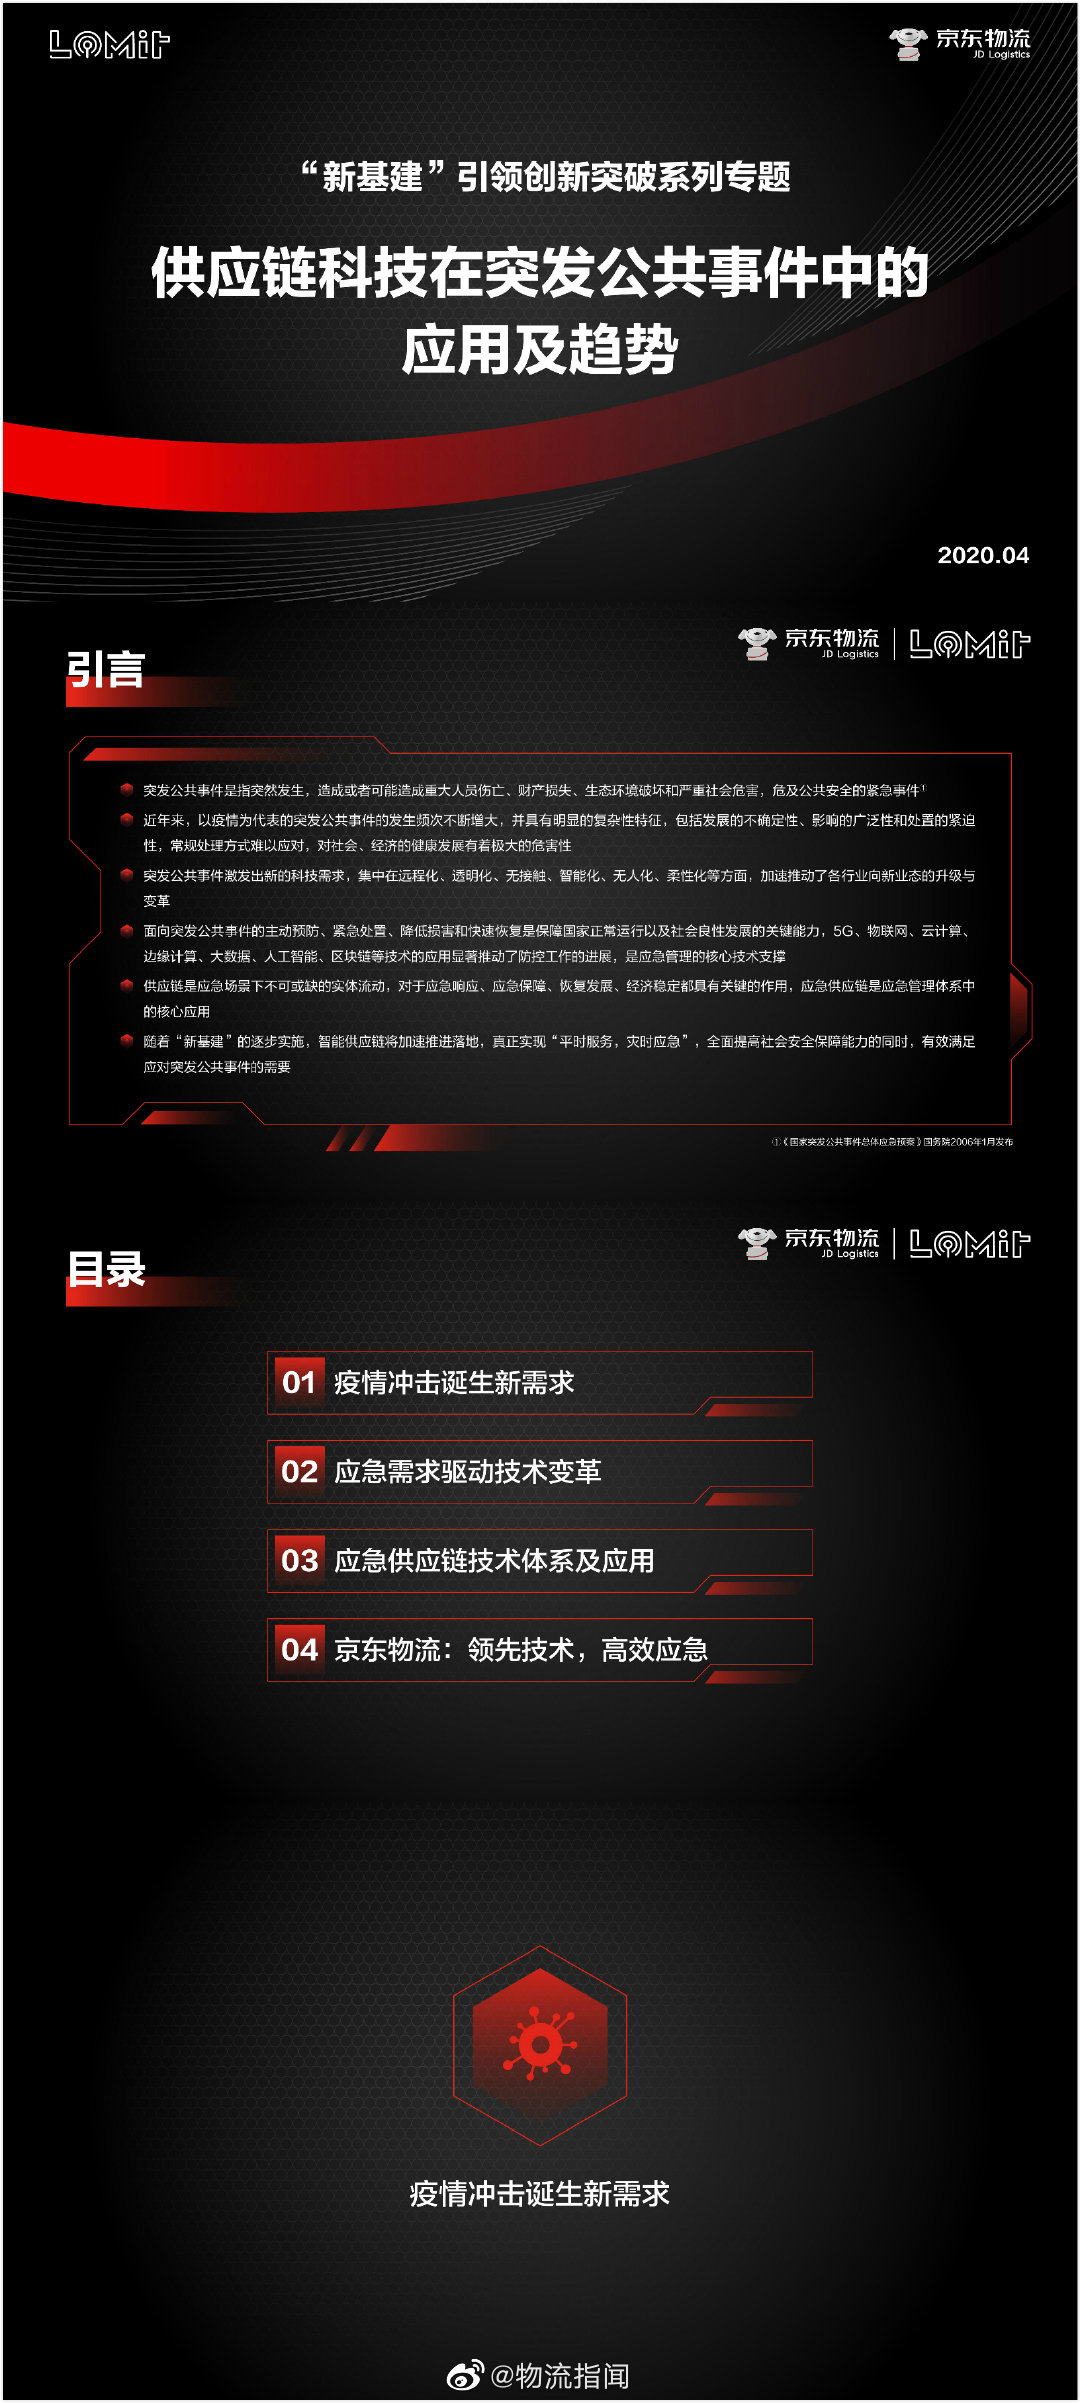 LOMir
京东物流
JD Logistics
“新基建”引领创新突破系列专题
供应链科技在突发公共事件中的
应用及趋势
2020.04
引言
京东物流
JD Logistics
LOMir
突发公共事件是指突然发生，造成或者可能造成重大人员伤亡、财产损失、生态环境破坏和严重社会危害，危及公共安全的紧急事件①
近年来，以疫情为代表的突发公共事件的发生频次不断增大，并具有明显的复杂性特征，包括发展的不确定性、影响的广泛性和处置的紧迫
性，常规处理方式难以应对，对社会、经济的健康发展有着极大的危害性
突发公共事件激发出新的科技需求，集中在远程化、透明化、无接触、智能化、无人化、柔性化等方面，加速推动了各行业向新业态的升级与
变革
面向突发公共事件的主动预防、紧急处置、降低损害和快速恢复是保障国家正常运行以及社会良性发展的关键能力，5G、物联网、云计算、
边缘计算、大数据、人工智能、区块链等技术的应用显著推动了防控工作的进展，是应急管理的核心技术支撑
供应链是应急场景下不可或缺的实体流动，对于应急响应、应急保障、恢复发展、经济稳定都具有关键的作用，应急供应链是应急管理体系中
的核心应用
随着“新基建”的逐步实施，智能供应链将加速推进落地，真正实现“平时服务，灾时应急”，全面提高社会安全保障能力的同时，有效满足
应对突发公共事件的需要
①《国家突发公共事件总体应急预案》国务院2006年1月发布
目录
京东物流
JD Logistics
LOMir
01 疫情冲击诞生新需求
02 应急需求驱动技术变革
03 应急供应链技术体系及应用
04 京东物流：领先技术，高效应急
疫情冲击诞生新需求
@物流指闻